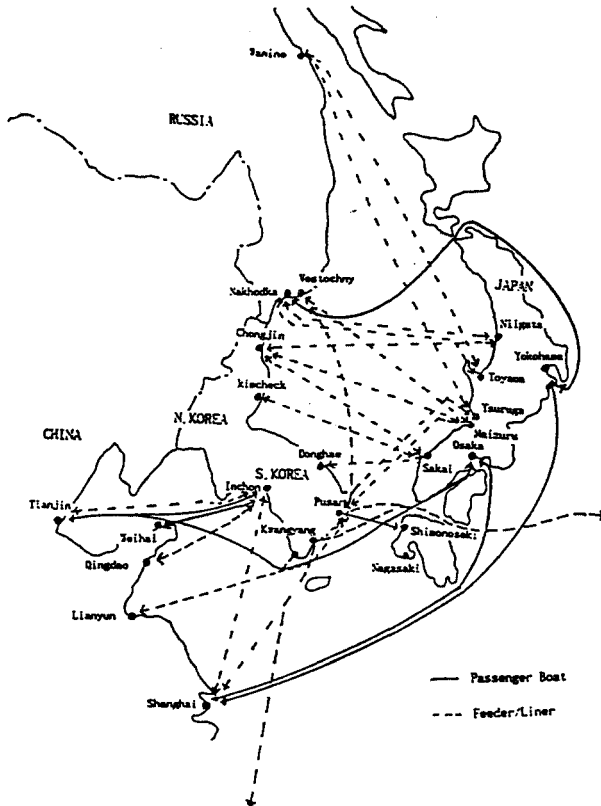 Vanino
RUSSIA
Vostochny
Nakhodka
JAPAN
Niigata
Chongjin
Yokohama
Toyama
kimcheck
N.KOREA
Tsuruga
Maizuru
CHINA
Osaka
Donghae
Sakai
S.KOREA
Inchon
Tianjin
Pusan
Weihai
Kwangyang
Shimonoseki
Qingdao
Nagasaki
Lianyun
Passenger Boat
Shanghai
Feeder/Liner